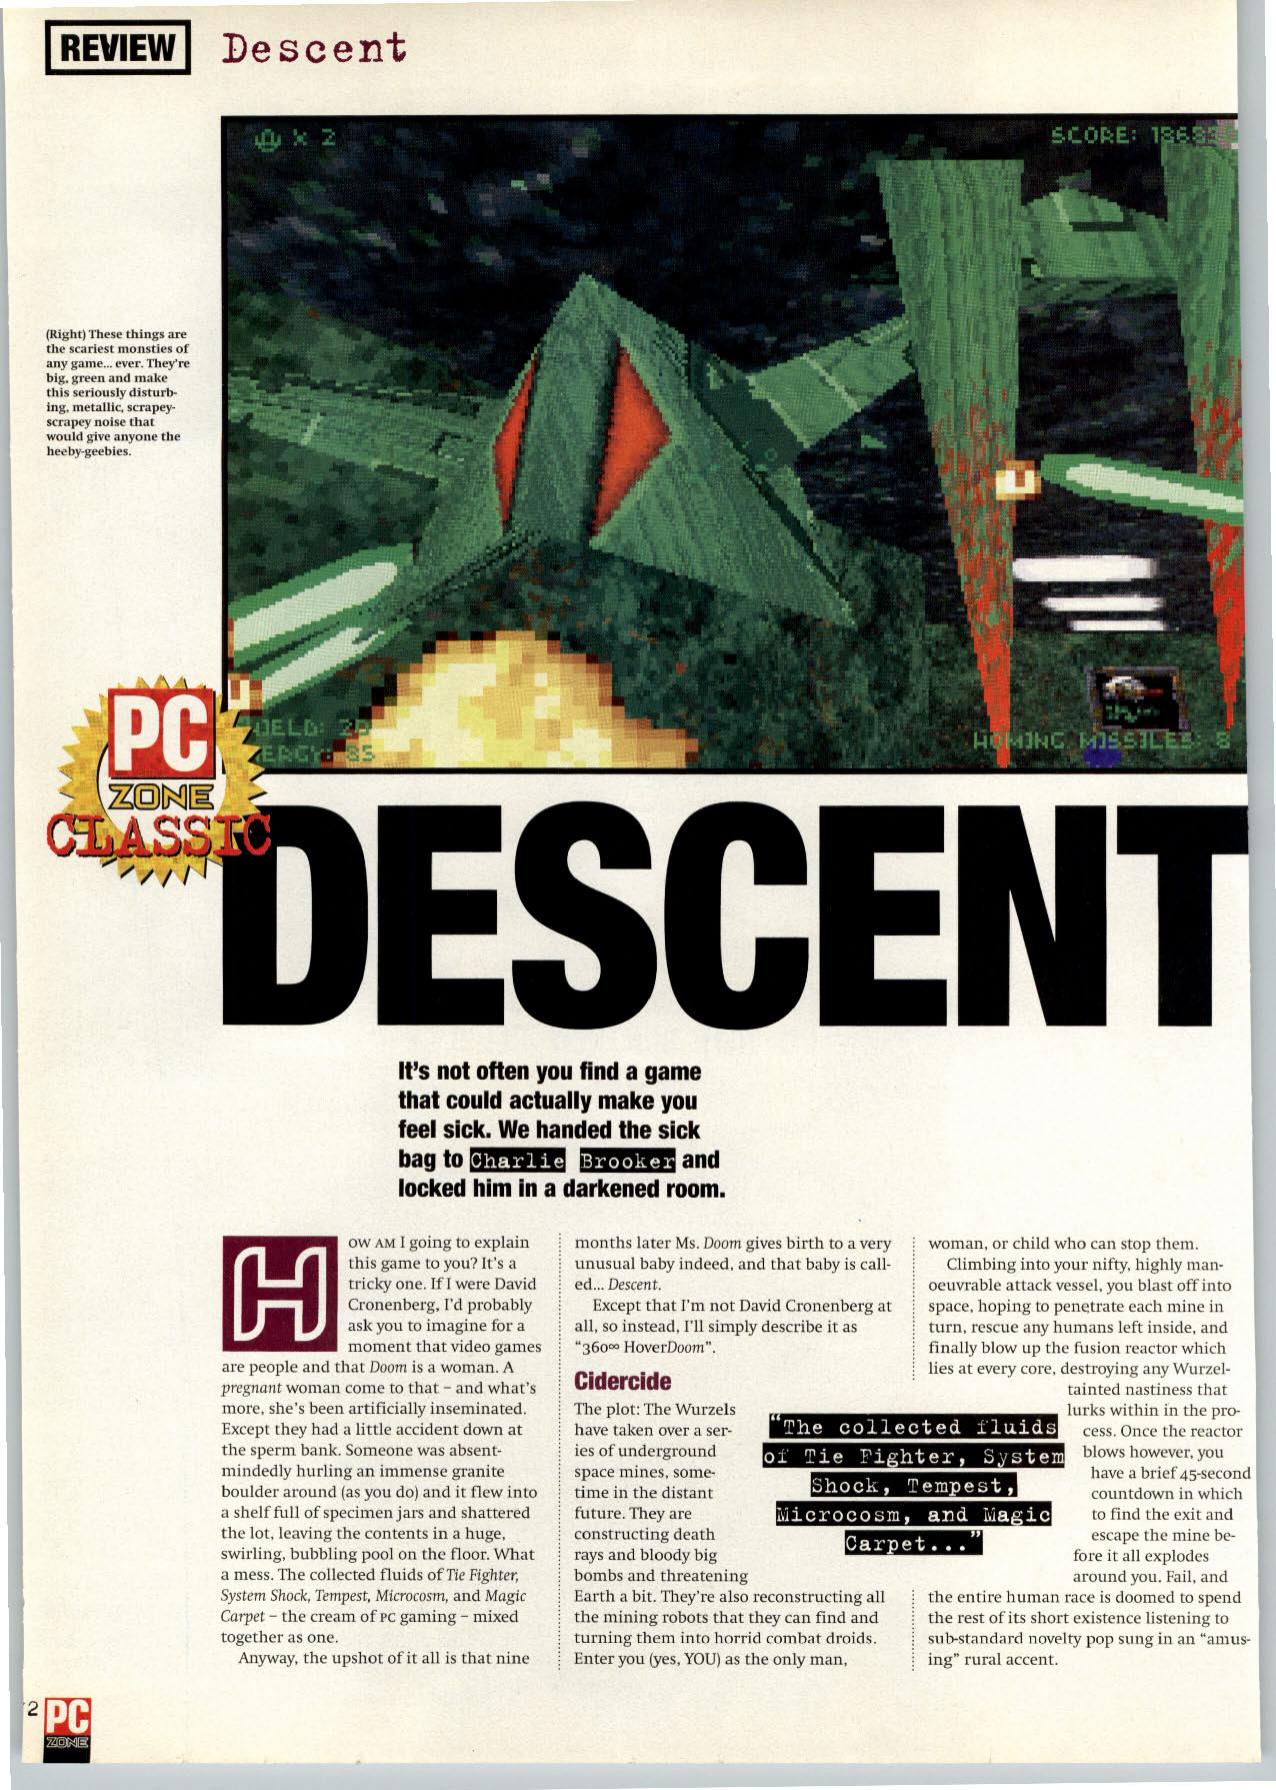 REVIEW
Descent
X 2
SCORE: 18683
(Right) These things are
the scariest monsties of
any game... ever. They're
big, green and make
this seriously disturb-
ing, metallic, scrapey-
scrapey noise that
would give anyone the
heeby-geebies.
HOMING MISSILES: 8
PC
ZONE
CLASSIC
DESCENT
It's not often you find a game
that could actually make you
feel sick. We handed the sick
bag to Charlie Brooker and
locked him in a darkened room.
HOW AM I going to explain
this game to you? It's a
tricky one. If I were David
Cronenberg, I'd probably
ask you to imagine for a
moment that video games
are people and that Doom is a woman. A
pregnant woman come to that – and what's
more, she's been artificially inseminated.
Except they had a little accident down at
the sperm bank. Someone was absent-
mindedly hurling an immense granite
boulder around (as you do) and it flew into
a shelf full of specimen jars and shattered
the lot, leaving the contents in a huge,
swirling, bubbling pool on the floor. What
a mess. The collected fluids of Tie Fighter,
System Shock, Tempest, Microcosm, and Magic
Carpet – the cream of PC gaming – mixed
together as one.
Anyway, the upshot of it all is that nine
months later Ms. Doom gives birth to a very
unusual baby indeed, and that baby is call-
ed... Descent.
Except that I'm not David Cronenberg at
all, so instead, I'll simply describe it as
"360∞ HoverDoom".
Cidercide
The plot: The Wurzels
have taken over a ser-
ies of underground
space mines, some-
time in the distant
future. They are
constructing death
rays and bloody big
bombs and threatening
Earth a bit. They're also reconstructing all
the mining robots that they can find and
turning them into horrid combat droids.
Enter you (yes, YOU) as the only man,
"The collected fluids
of Tie Fighter, System
Shock, Tempest,
Microcosm, and Magic
Carpet..."
woman, or child who can stop them.
Climbing into your nifty, highly man-
oeuvrable attack vessel, you blast off into
space, hoping to penetrate each mine in
turn, rescue any humans left inside, and
finally blow up the fusion reactor which
lies at every core, destroying any Wurzel-
tainted nastiness that
lurks within in the pro-
cess. Once the reactor
blows however, you
have a brief 45-second
countdown in which
to find the exit and
escape the mine be-
fore it all explodes
around you. Fail, and
the entire human race is doomed to spend
the rest of its short existence listening to
sub-standard novelty pop sung in an "amus-
ing" rural accent.
2
PC
ZONE